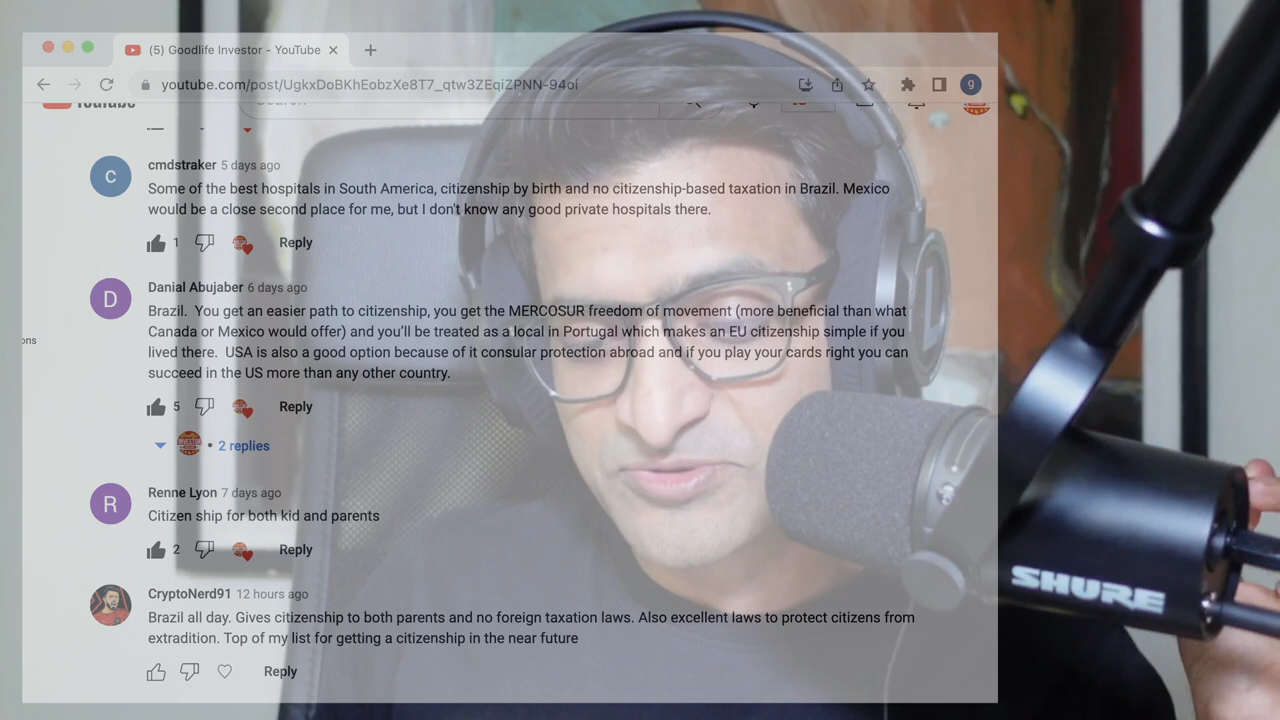 (5) Goodlife Investor - YouTube
youtube.com/post/UgkxDoBKhEobzXe8T7_qtw3ZEqiZPNN-94oi
g
YouTube
Search
C
cmdstraker 5 days ago
Some of the best hospitals in South America, citizenship by birth and no citizenship-based taxation in Brazil. Mexico
would be a close second place for me, but I don't know any good private hospitals there.
1 Reply
D
Danial Abujaber 6 days ago
Brazil. You get an easier path to citizenship, you get the MERCOSUR freedom of movement (more beneficial than what
ons
Canada or Mexico would offer) and you'll be treated as a local in Portugal which makes an EU citizenship simple if you
lived there. USA is also a good option because of it consular protection abroad and if you play your cards right you can
succeed in the US more than any other country.
5 Reply
INVESTOR • 2 replies
R
Renne Lyon 7 days ago
Citizen ship for both kid and parents
2 Reply
CryptoNerd91 12 hours ago
Brazil all day. Gives citizenship to both parents and no foreign taxation laws. Also excellent laws to protect citizens from
extradition. Top of my list for getting a citizenship in the near future
Reply
SHURE